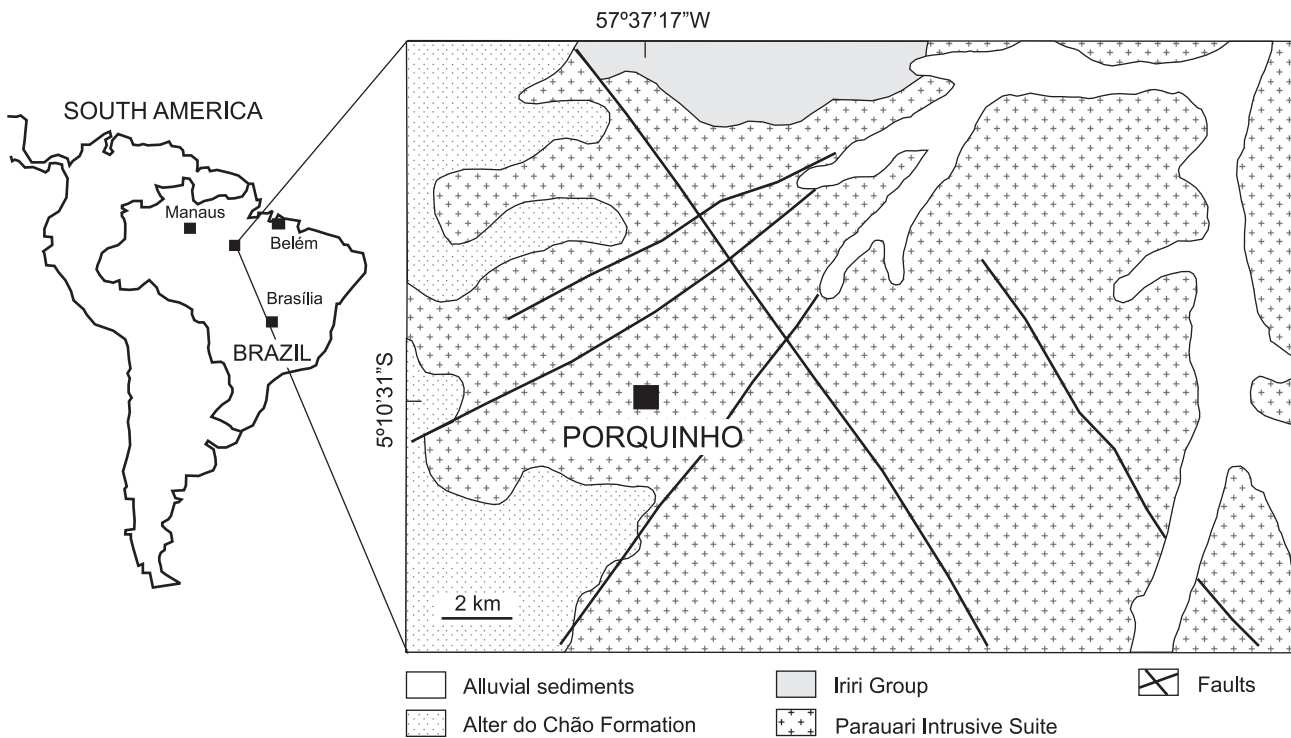 57º37'17”W
SOUTH AMERICA
Manaus
Belém
Brasília
BRAZIL
5º10'31”S
PORQUINHO
2 km
Alluvial sediments
Iriri Group
Faults
Alter do Chão Formation
Parauari Intrusive Suite